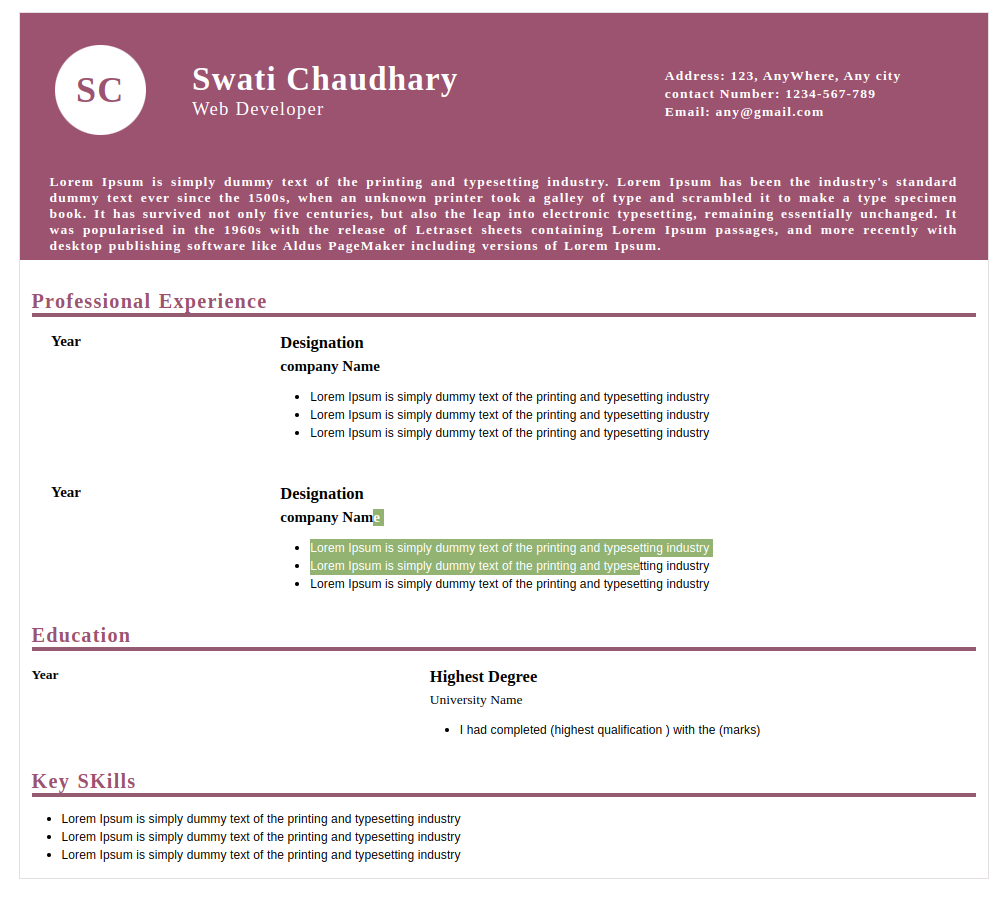 SC
Swati Chaudhary
Web Developer
Address: 123, AnyWhere, Any city
contact Number: 1234-567-789
Email: any@gmail.com
Lorem Ipsum is simply dummy text of the printing and typesetting industry. Lorem Ipsum has been the industry's standard
dummy text ever since the 1500s, when an unknown printer took a galley of type and scrambled it to make a type specimen
book. It has survived not only five centuries, but also the leap into electronic typesetting, remaining essentially unchanged. It
was popularised in the 1960s with the release of Letraset sheets containing Lorem Ipsum passages, and more recently with
desktop publishing software like Aldus PageMaker including versions of Lorem Ipsum.
Professional Experience
Year
Designation
company Name
• Lorem Ipsum is simply dummy text of the printing and typesetting industry
• Lorem Ipsum is simply dummy text of the printing and typesetting industry
• Lorem Ipsum is simply dummy text of the printing and typesetting industry
Year
Designation
company Name
• Lorem Ipsum is simply dummy text of the printing and typesetting industry
• Lorem Ipsum is simply dummy text of the printing and typesetting industry
• Lorem Ipsum is simply dummy text of the printing and typesetting industry
Education
Year
Highest Degree
University Name
• I had completed (highest qualification ) with the (marks)
Key SKills
• Lorem Ipsum is simply dummy text of the printing and typesetting industry
• Lorem Ipsum is simply dummy text of the printing and typesetting industry
• Lorem Ipsum is simply dummy text of the printing and typesetting industry